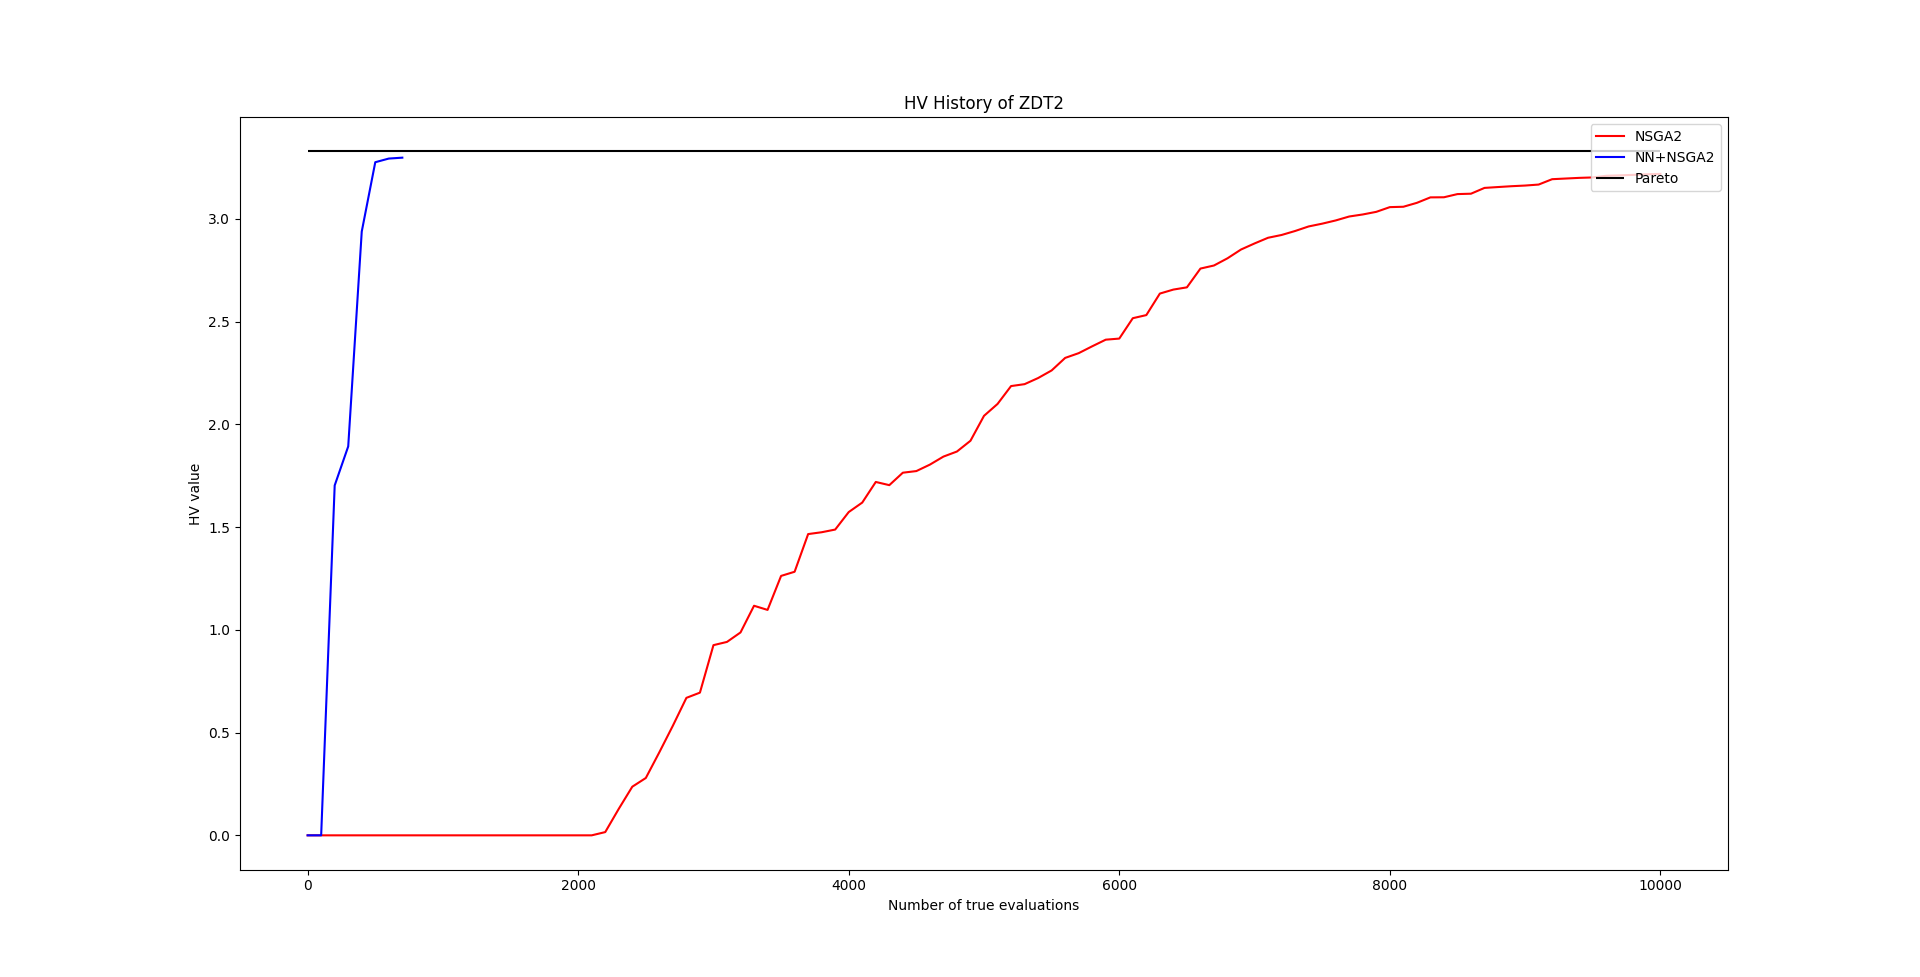 HV History of ZDT2
NSGA2
NN+NSGA2
Pareto
HV value
3.0
2.5
2.0
1.5
1.0
0.5
0.0
0 2000 4000 6000 8000 10000
Number of true evaluations